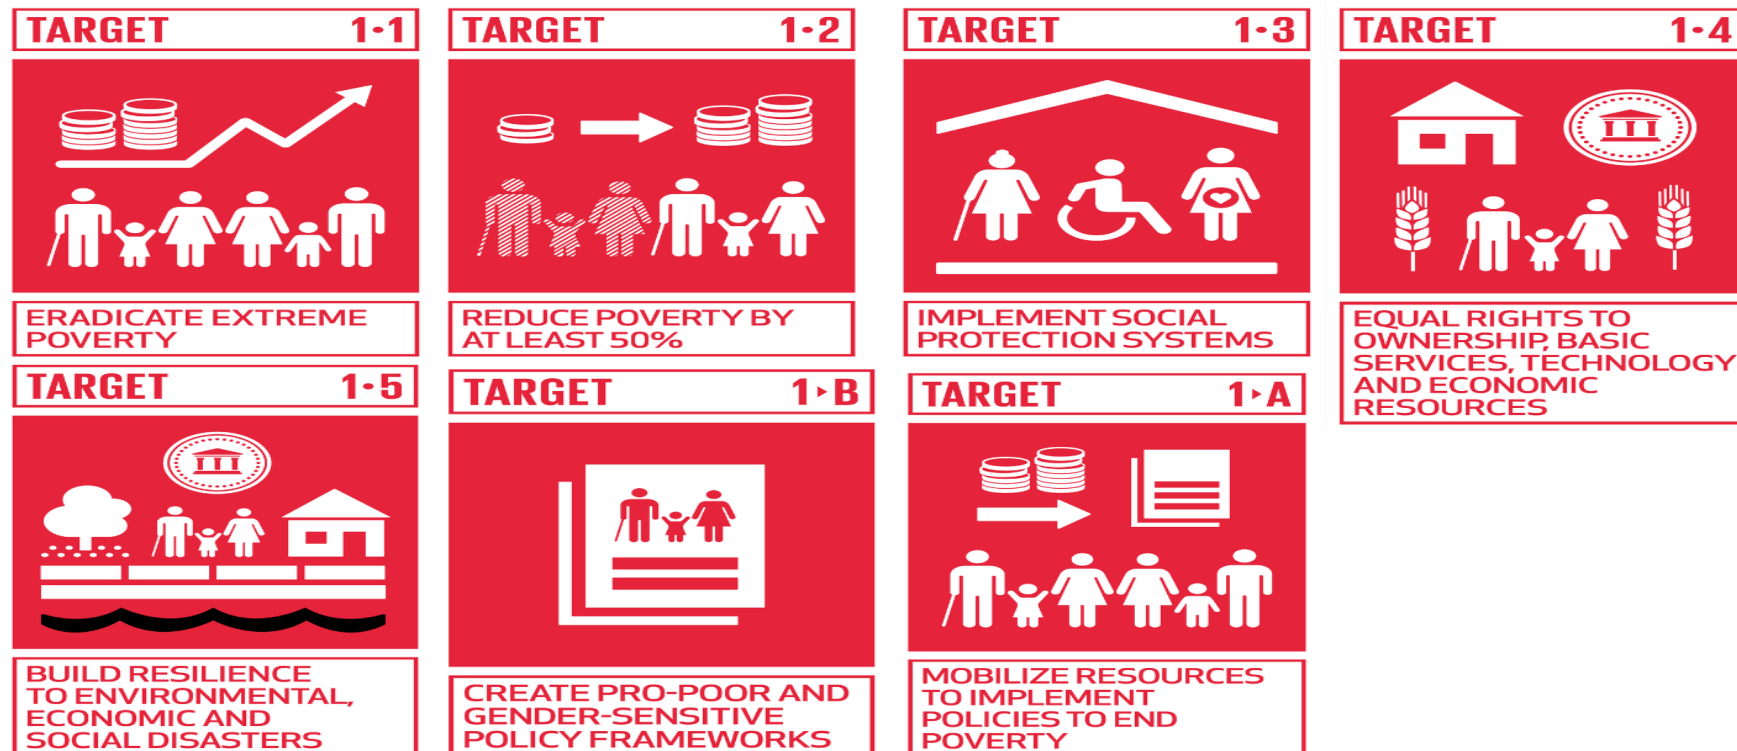 TARGET 1·1
ERADICATE EXTREME
POVERTY
TARGET 1·2
REDUCE POVERTY BY
AT LEAST 50%
TARGET 1·3
IMPLEMENT SOCIAL
PROTECTION SYSTEMS
TARGET 1·4
EQUAL RIGHTS TO
OWNERSHIP, BASIC
SERVICES, TECHNOLOGY
AND ECONOMIC
RESOURCES
TARGET 1·5
BUILD RESILIENCE
TO ENVIRONMENTAL,
ECONOMIC AND
SOCIAL DISASTERS
TARGET 1▸B
CREATE PRO-POOR AND
GENDER-SENSITIVE
POLICY FRAMEWORKS
TARGET 1▸A
MOBILIZE RESOURCES
TO IMPLEMENT
POLICIES TO END
POVERTY